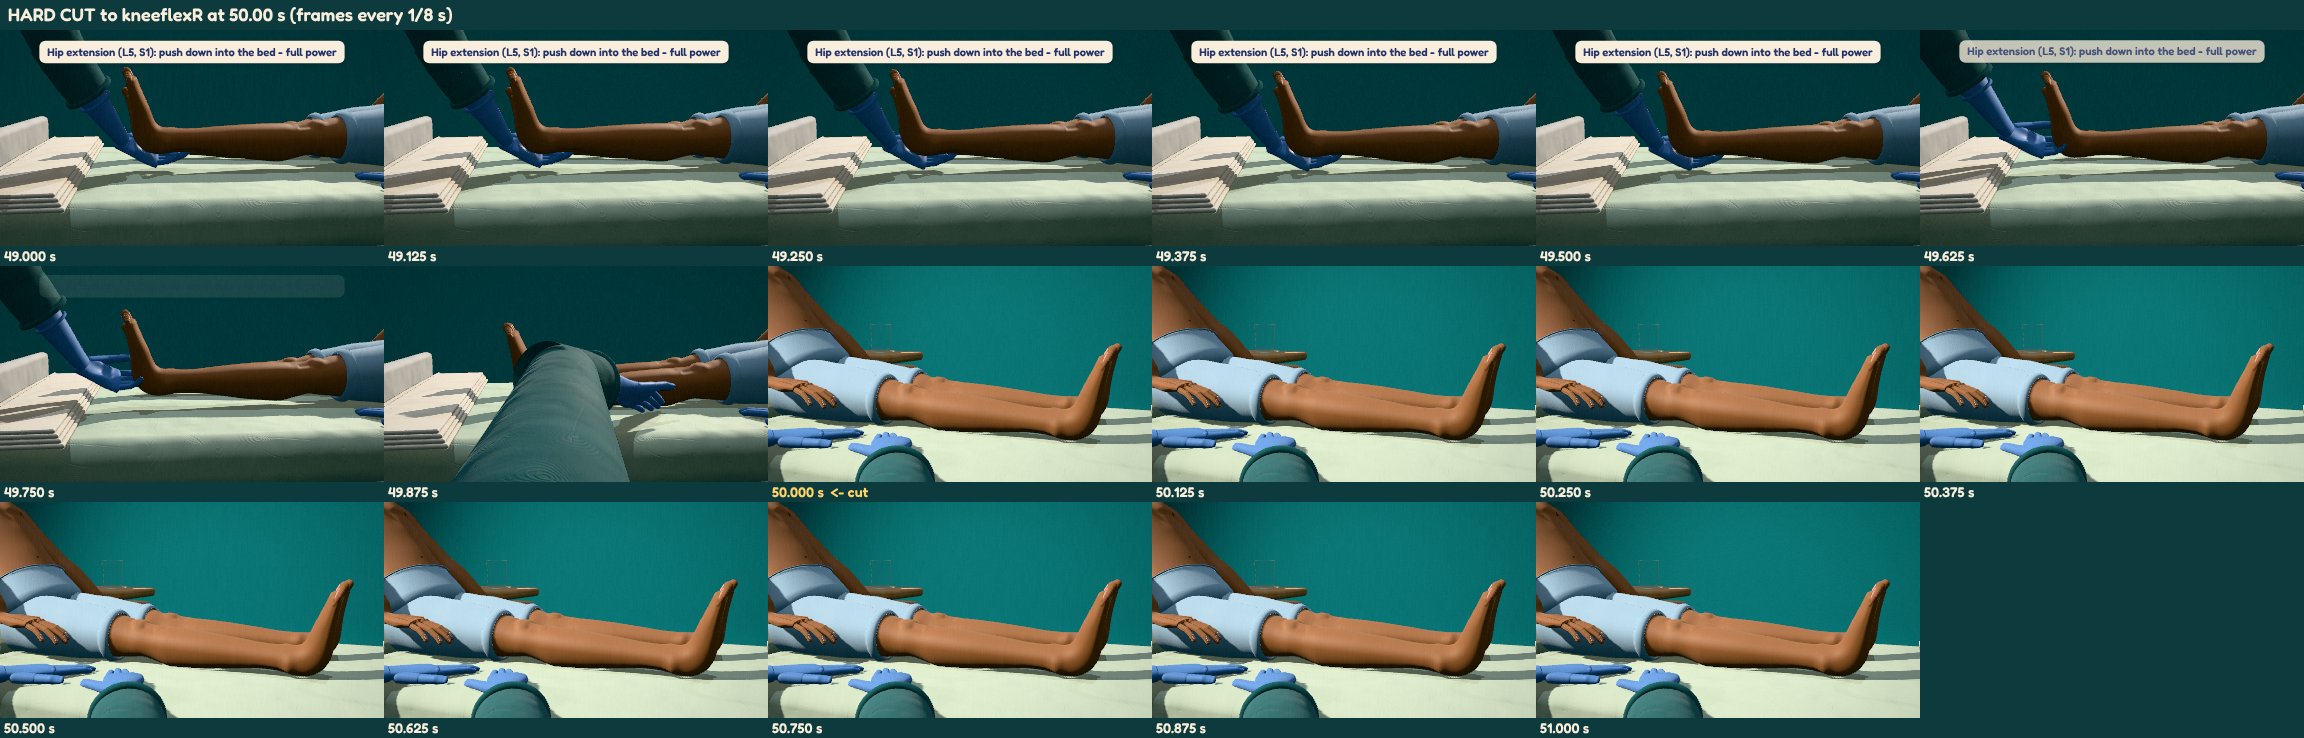 HARD CUT to kneeflexR at 50.00 s (frames every 1/8 s)
Hip extension (L5, S1): push down into the bed - full power
Hip extension (L5, S1): push down into the bed - full power
Hip extension (L5, S1): push down into the bed - full power
Hip extension (L5, S1): push down into the bed - full power
Hip extension (L5, S1): push down into the bed - full power
Hip extension (L5, S1): push down into the bed - full power
49.000 s
49.125 s
49.250 s
49.375 s
49.500 s
49.625 s
49.750 s
49.875 s
50.000 s <- cut
50.125 s
50.250 s
50.375 s
50.500 s
50.625 s
50.750 s
50.875 s
51.000 s